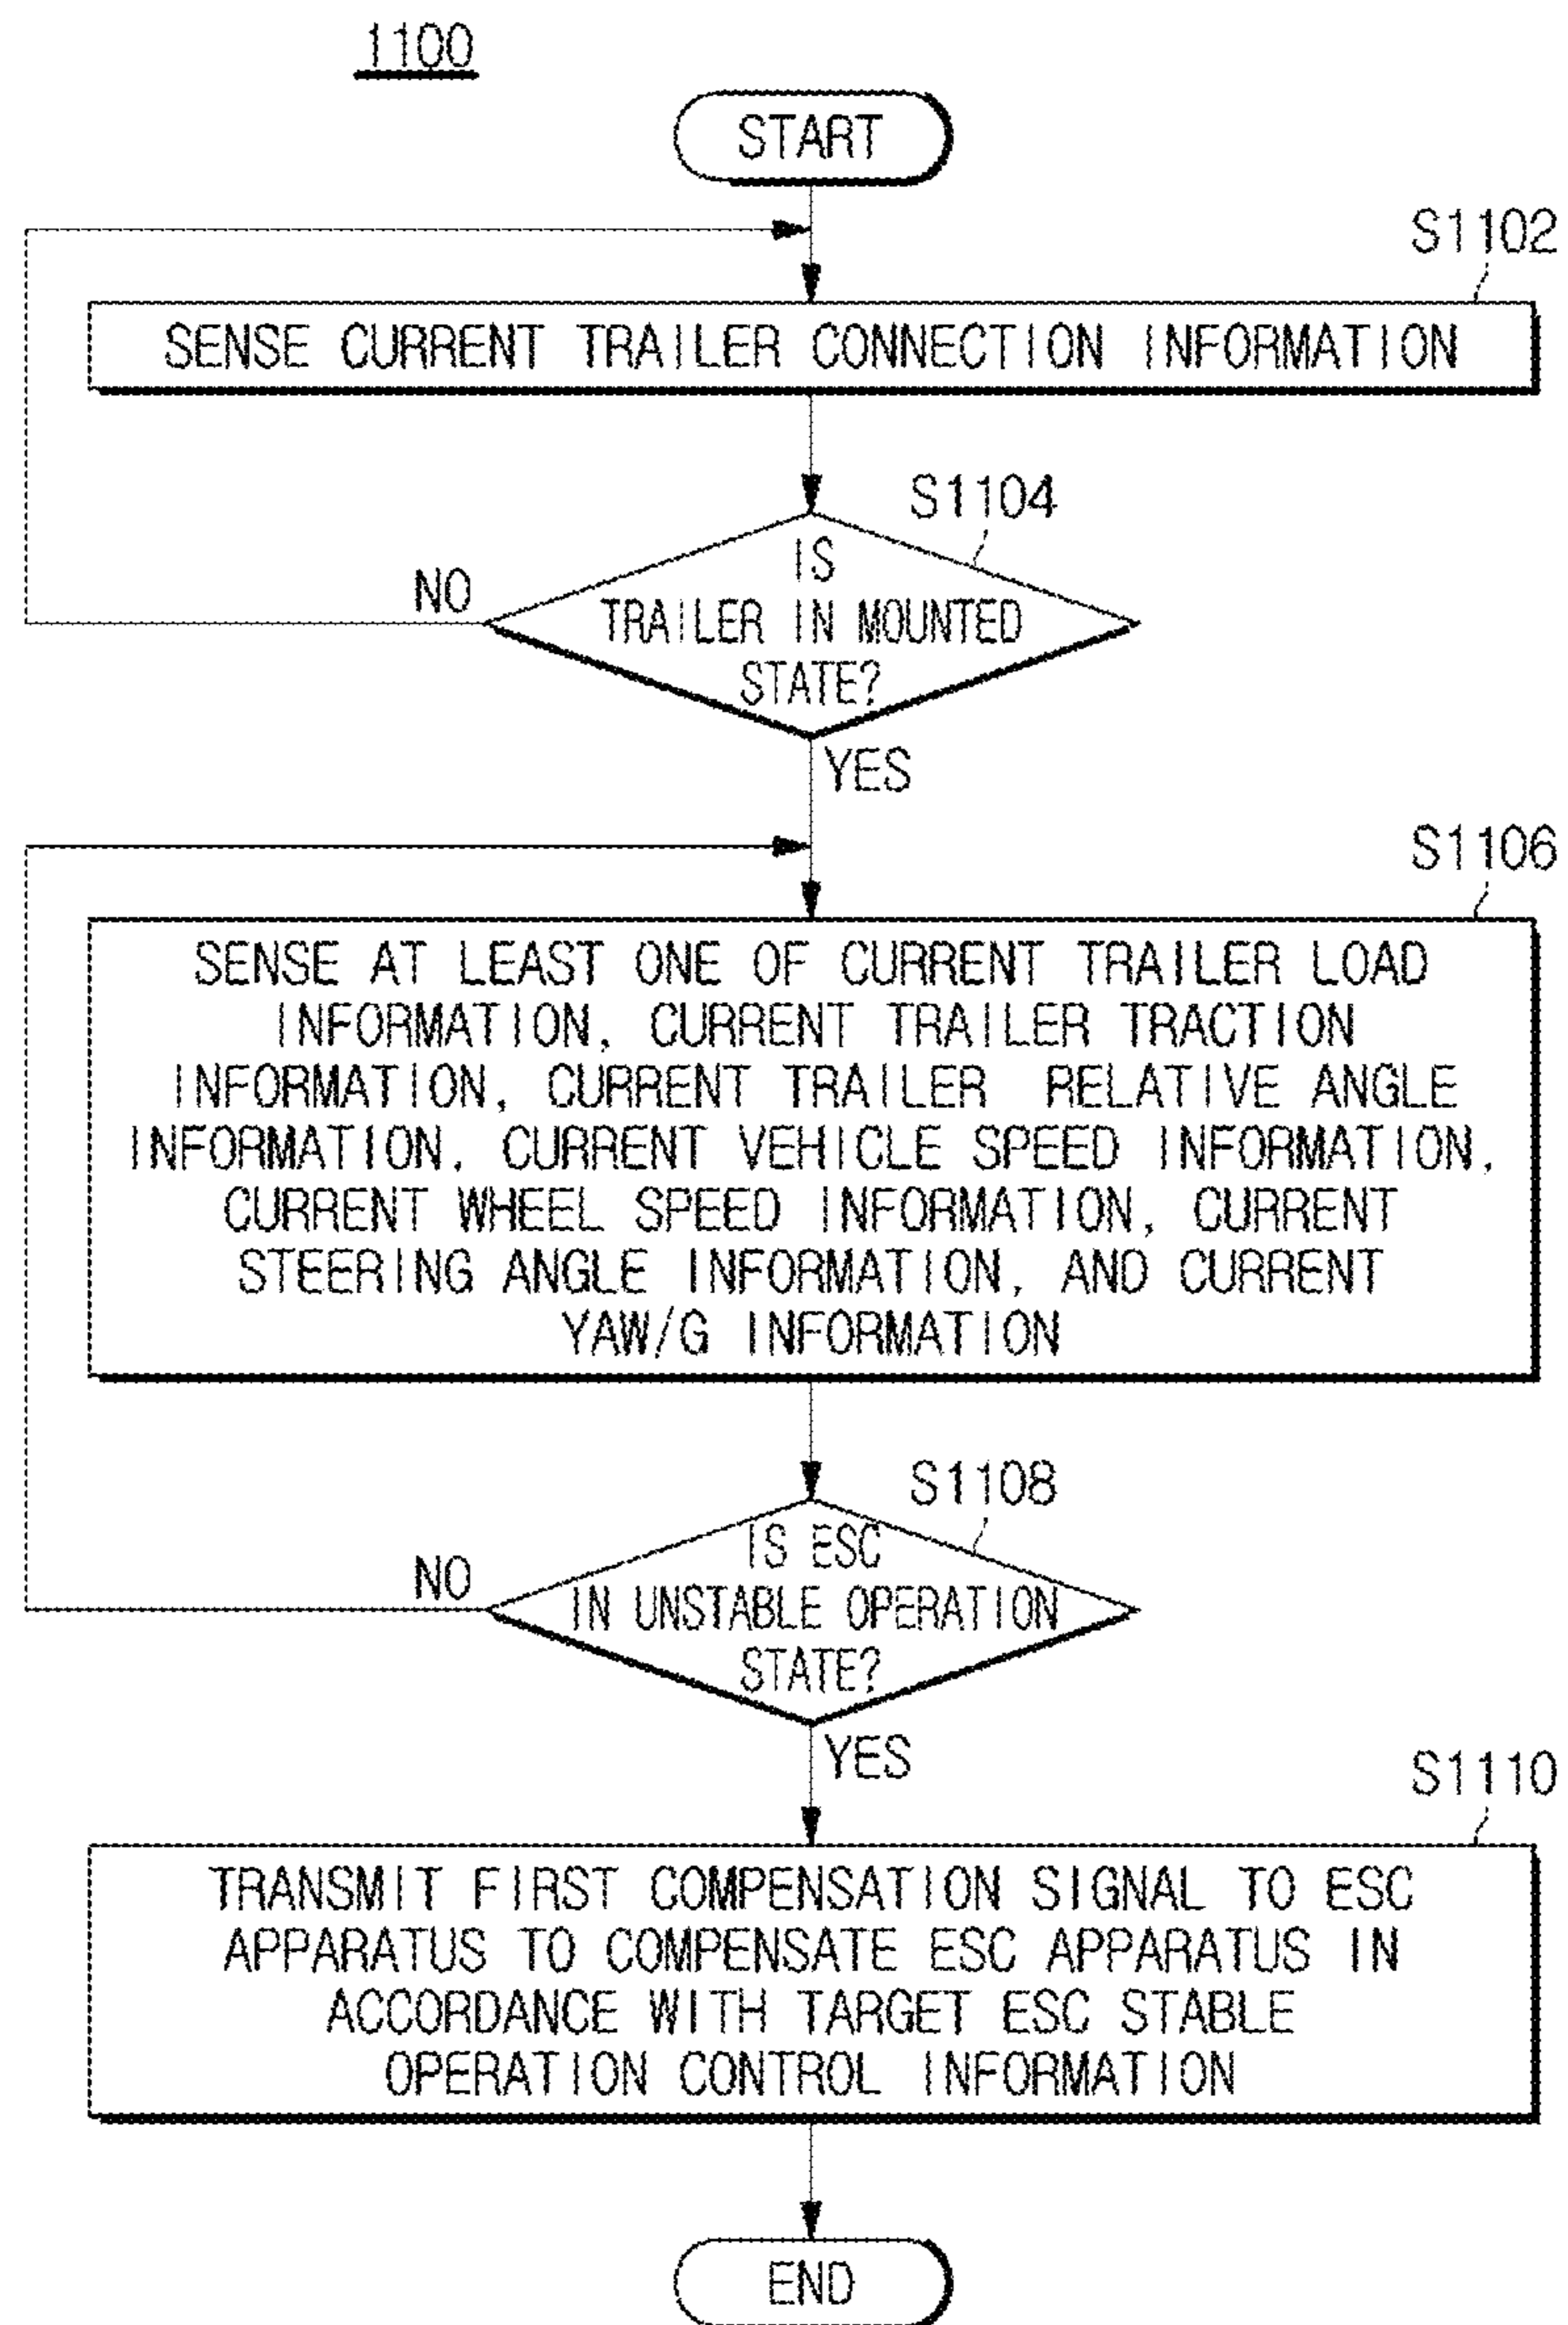 1100
START
S1102
SENSE CURRENT TRAILER CONNECTION INFORMATION
S1104
IS
TRAILER IN MOUNTED
STATE?
NO
YES
S1106
SENSE AT LEAST ONE OF CURRENT TRAILER LOAD
INFORMATION, CURRENT TRAILER TRACTION
INFORMATION, CURRENT TRAILER RELATIVE ANGLE
INFORMATION, CURRENT VEHICLE SPEED INFORMATION,
CURRENT WHEEL SPEED INFORMATION, CURRENT
STEERING ANGLE INFORMATION, AND CURRENT
YAW/G INFORMATION
S1108
IS ESC
IN UNSTABLE OPERATION
STATE?
NO
YES
S1110
TRANSMIT FIRST COMPENSATION SIGNAL TO ESC
APPARATUS TO COMPENSATE ESC APPARATUS IN
ACCORDANCE WITH TARGET ESC STABLE
OPERATION CONTROL INFORMATION
END